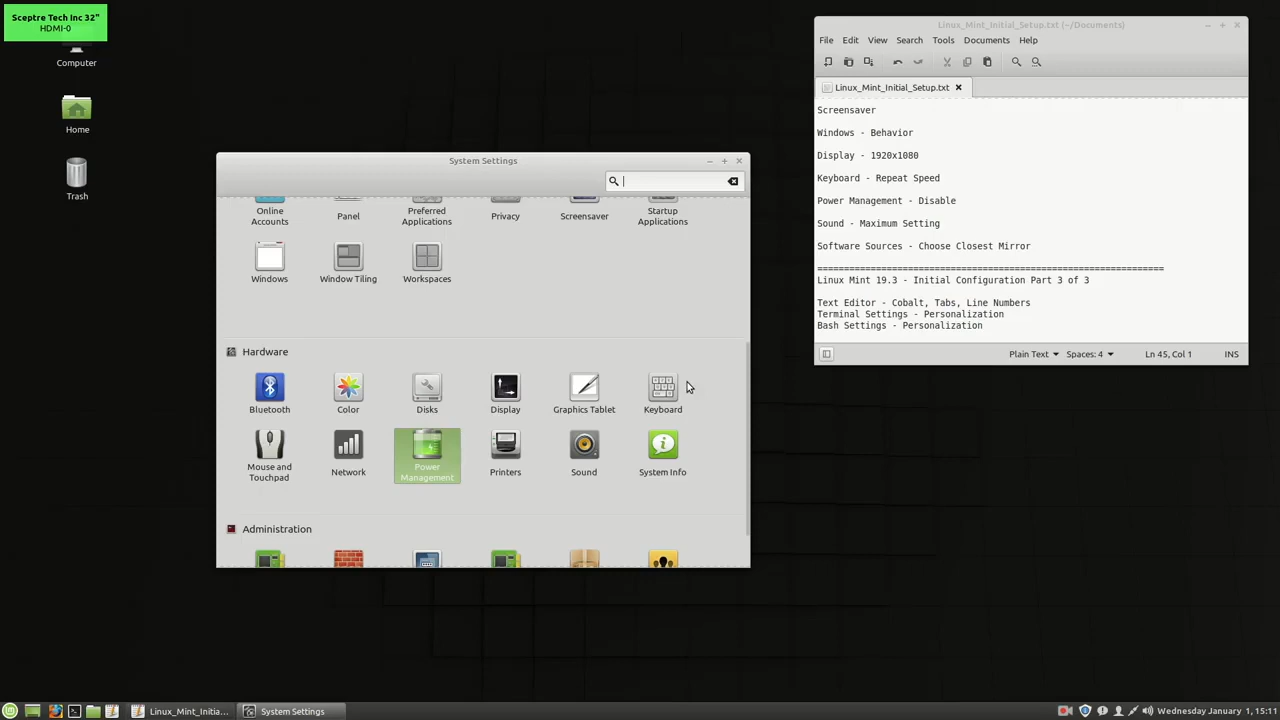 Sceptre Tech Inc 32"
HDMI-0
Computer
Home
Trash
System Settings
Online
Accounts
Panel
Preferred
Applications
Privacy
Screensaver
Startup
Applications
Windows
Window Tiling
Workspaces
Hardware
Bluetooth
Color
Disks
Display
Graphics Tablet
Keyboard
Mouse and
Touchpad
Network
Power
Management
Printers
Sound
System Info
Administration
Linux_Mint_Initial_Setup.txt (~/Documents)
File Edit View Search Tools Documents Help
Linux_Mint_Initial_Setup.txt
Screensaver
Windows - Behavior
Display - 1920x1080
Keyboard - Repeat Speed
Power Management - Disable
Sound - Maximum Setting
Software Sources - Choose Closest Mirror
=================================================================
Linux Mint 19.3 - Initial Configuration Part 3 of 3
Text Editor - Cobalt, Tabs, Line Numbers
Terminal Settings - Personalization
Bash Settings - Personalization
Plain Text Spaces: 4 Ln 45, Col 1 INS
Linux_Mint_Initia...
System Settings
Wednesday January 1, 15:11